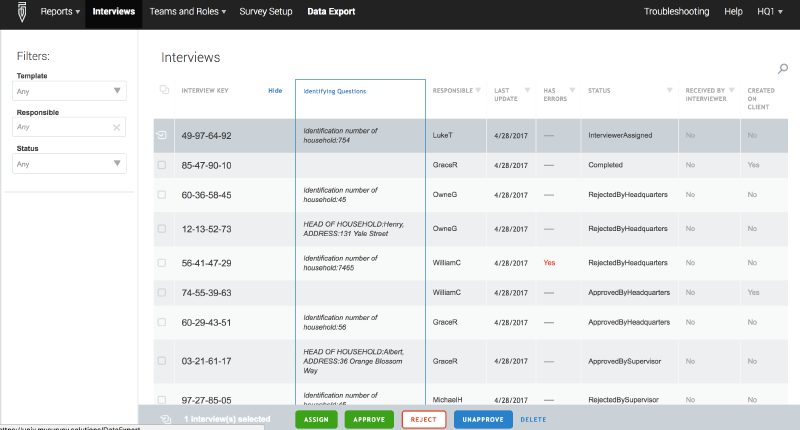 Reports Interviews Teams and Roles Survey Setup Data Export Troubleshooting Help HQ1
Filters:
Template
Any
Responsible
Any
Status
Any
Interviews
INTERVIEW KEY Hide Identifying Questions RESPONSIBLE LAST UPDATE HAS ERRORS STATUS RECEIVED BY INTERVIEWER CREATED ON CLIENT
49-97-64-92 Identification number of household:754 LukeT 4/28/2017 — InterviewerAssigned No No
85-47-90-10 GraceR 4/28/2017 — Completed No Yes
60-36-58-45 Identification number of household:45 OwneG 4/28/2017 — RejectedByHeadquarters No No
12-13-52-73 HEAD OF HOUSEHOLD:Henry, ADDRESS:131 Yale Street OwneG 4/28/2017 — RejectedByHeadquarters No No
56-41-47-29 Identification number of household:7465 WilliamC 4/28/2017 Yes RejectedByHeadquarters No No
74-55-39-63 WilliamC 4/28/2017 — ApprovedByHeadquarters No Yes
60-29-43-51 Identification number of household:56 GraceR 4/28/2017 — ApprovedByHeadquarters No No
03-21-61-17 HEAD OF HOUSEHOLD:Albert, ADDRESS:36 Orange Blossom Way GraceR 4/28/2017 — ApprovedBySupervisor No No
97-27-85-05 Identification number of household:45 MichaelH 4/28/2017 — RejectedBySupervisor No No
1 interview(s) selected ASSIGN APPROVE REJECT UNAPPROVE DELETE